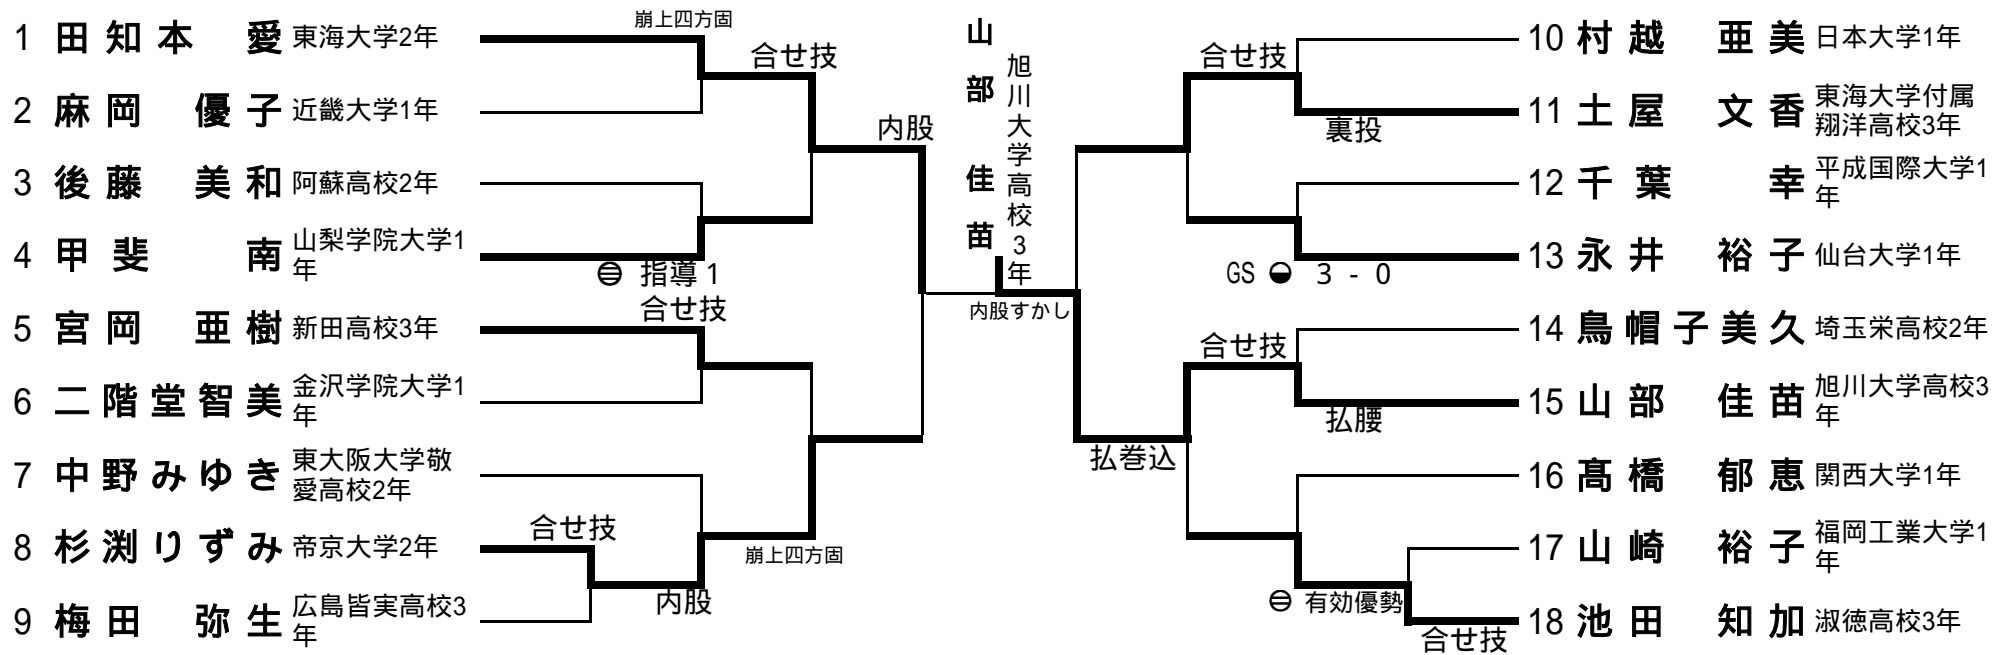 1 田知本 愛 東海大学2年
2 麻岡 優子 近畿大学1年
3 後藤 美和 阿蘇高校2年
4 甲斐 南 山梨学院大学1
年
5 宮岡 亜樹 新田高校3年
6 二階堂智美 金沢学院大学1
年
7 中野みゆき 東大阪大学敬
愛高校2年
8 杉渕りずみ 帝京大学2年
9 梅田 弥生 広島皆実高校3
年
崩上四方固
合せ技
内股
指導1
合せ技
合せ技
内股
崩上四方固
山部 佳苗
旭川大学高校3年
内股すかし
合せ技
裏投
GS 3 - 0
合せ技
払腰
払巻込
有効優勢
合せ技
10 村越 亜美 日本大学1年
11 土屋 文香 東海大学付属
翔洋高校3年
12 千葉 幸 平成国際大学1
年
13 永井 裕子 仙台大学1年
14 烏帽子美久 埼玉栄高校2年
15 山部 佳苗 旭川大学高校3
年
16 髙橋 郁恵 関西大学1年
17 山崎 裕子 福岡工業大学1
年
18 池田 知加 淑徳高校3年